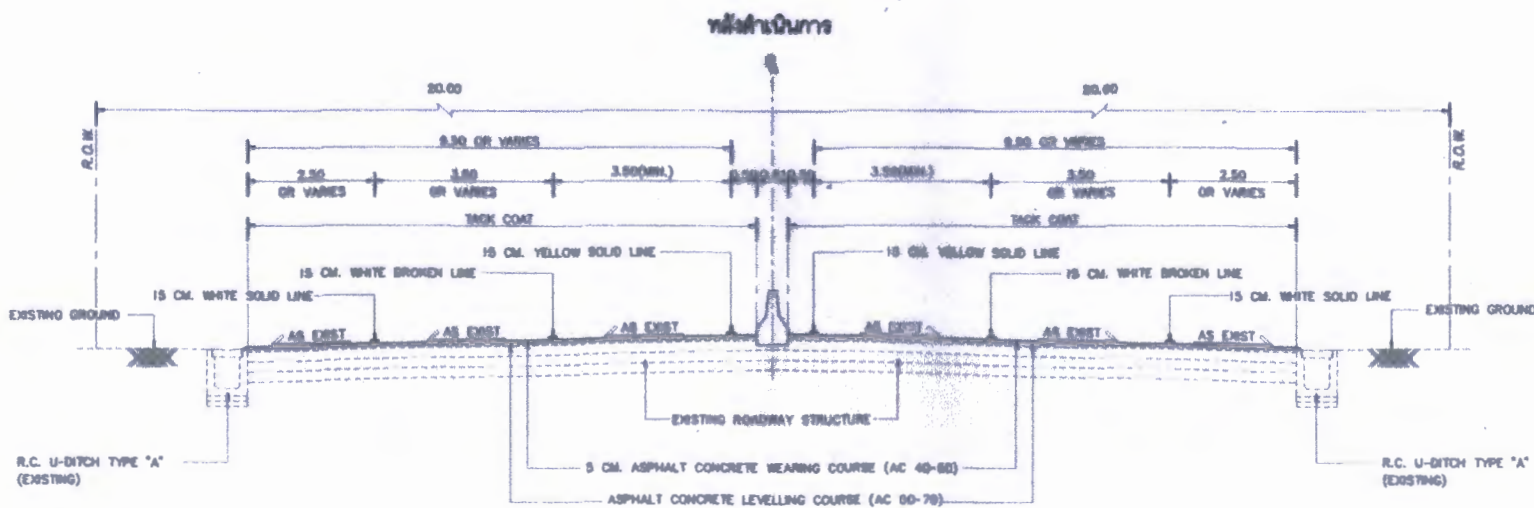 หลังดำเนินการ
20.00
20.00
R.O.W.
R.O.W.
9.50 OR VARIES
9.50 OR VARIES
2.50
OR VARIES
3.50
OR VARIES
3.50(MIN.)
3.50(MIN.)
3.50
OR VARIES
2.50
OR VARIES
TACK COAT
TACK COAT
15 CM. YELLOW SOLID LINE
15 CM. YELLOW SOLID LINE
15 CM. WHITE BROKEN LINE
15 CM. WHITE BROKEN LINE
15 CM. WHITE SOLID LINE
15 CM. WHITE SOLID LINE
EXISTING GROUND
EXISTING GROUND
AS EXIST
AS EXIST
AS EXIST
AS EXIST
AS EXIST
AS EXIST
EXISTING ROADWAY STRUCTURE
R.C. U-DITCH TYPE "A"
(EXISTING)
5 CM. ASPHALT CONCRETE WEARING COURSE (AC 40-50)
R.C. U-DITCH TYPE "A"
(EXISTING)
ASPHALT CONCRETE LEVELLING COURSE (AC 60-70)